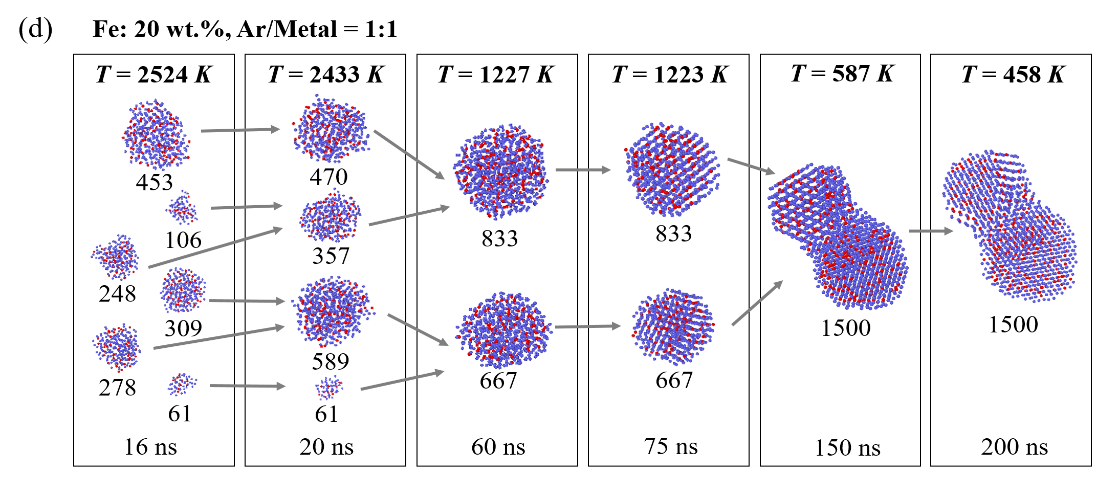 (d) Fe: 20 wt.%, Ar/Metal = 1:1
T = 2524 K
453
106
248
309
278
61
16 ns
T = 2433 K
470
357
589
61
20 ns
T = 1227 K
833
667
60 ns
T = 1223 K
833
667
75 ns
T = 587 K
1500
150 ns
T = 458 K
1500
200 ns